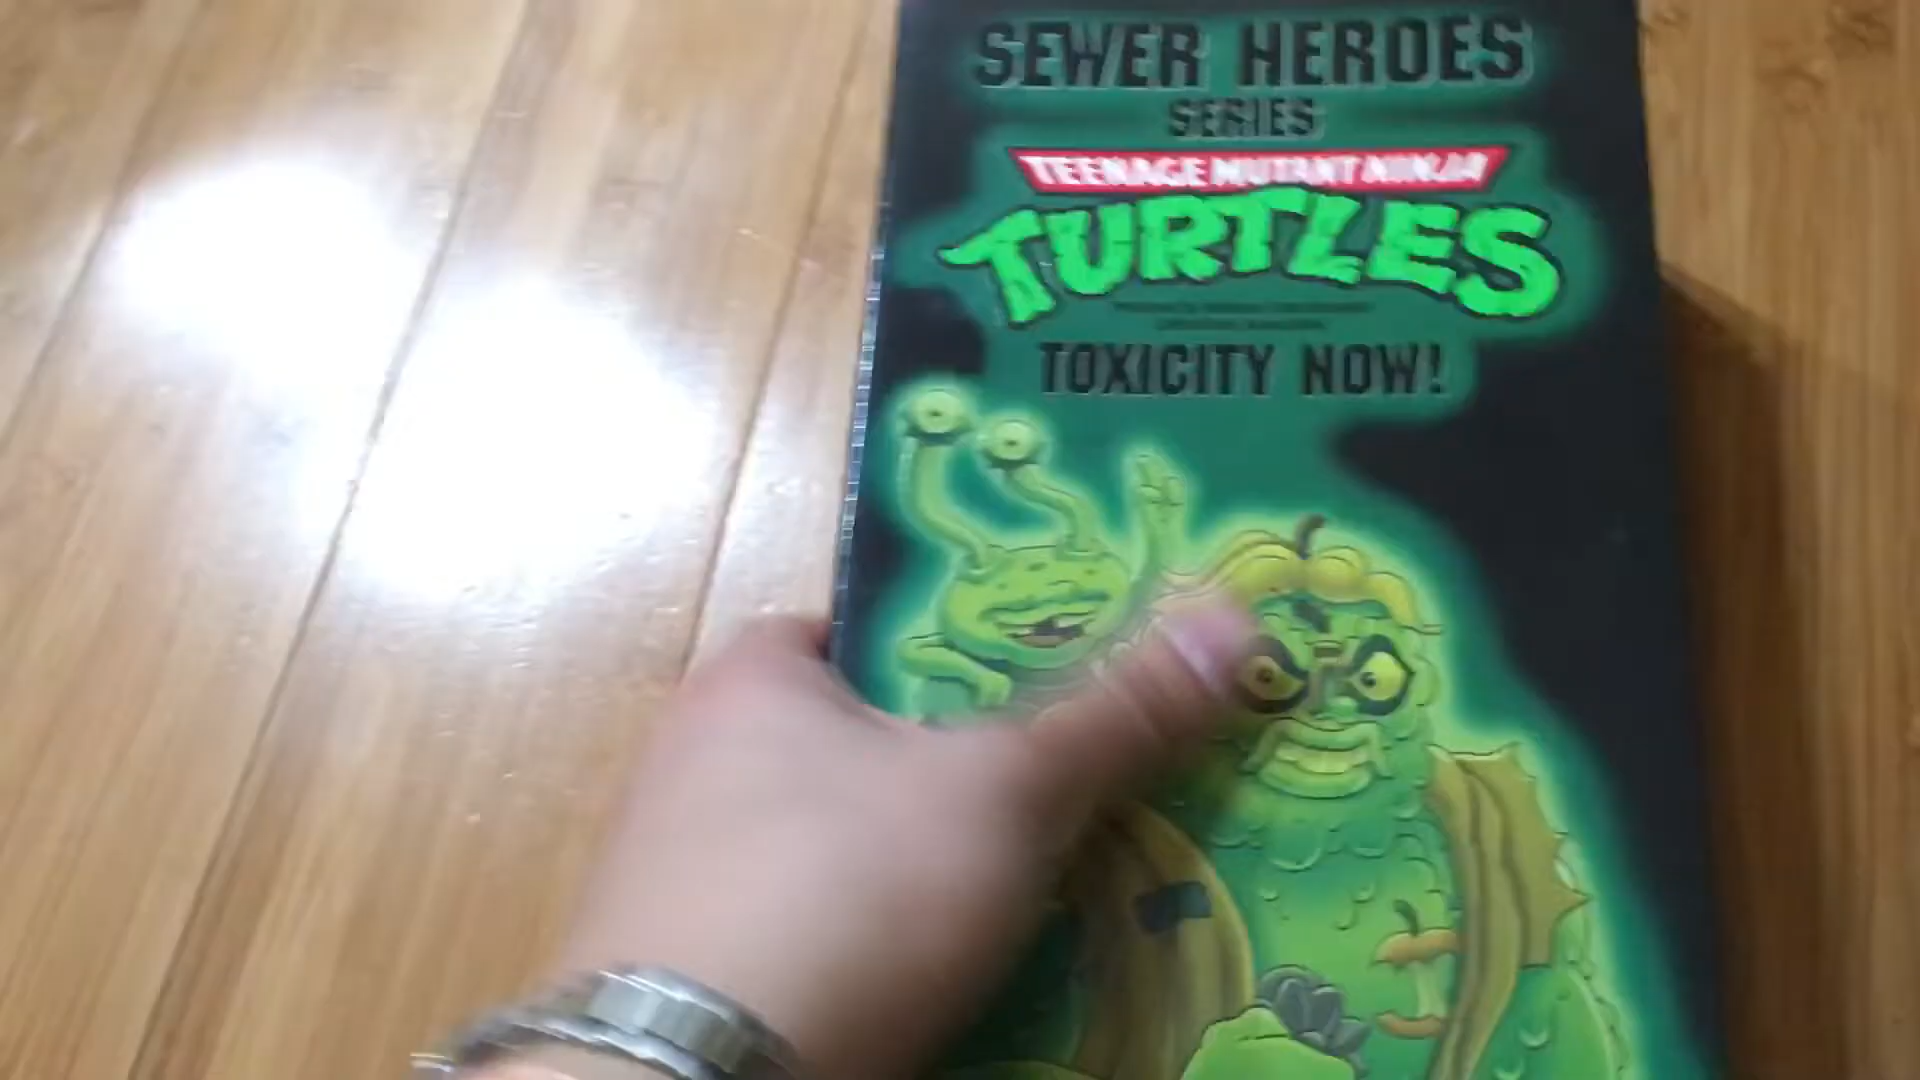 SEWER HEROES
SERIES
TEENAGE MUTANT NINJA
TURTLES
TOXICITY NOW!